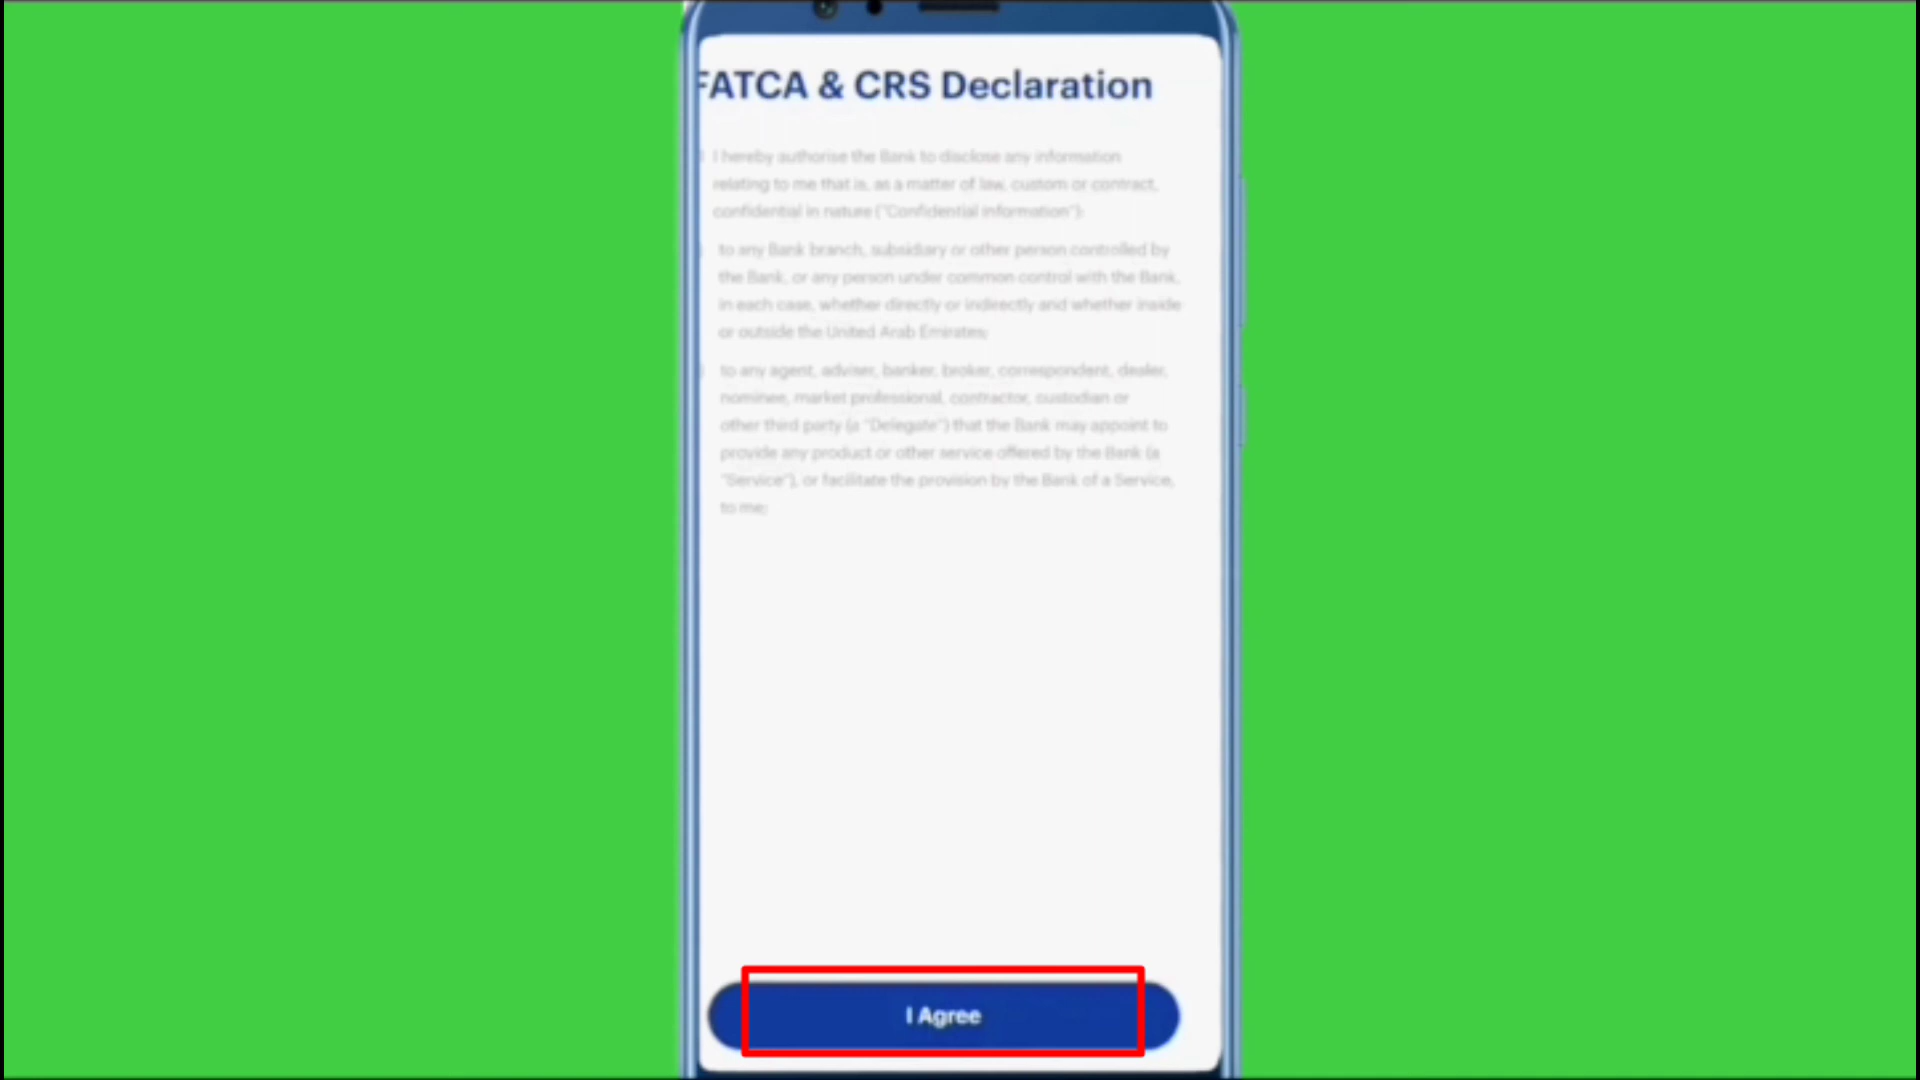 FATCA & CRS Declaration
I hereby authorise the Bank to disclose any information
relating to me that is, as a matter of law, custom or contract,
confidential in nature ("Confidential information"):
to any Bank branch, subsidiary or other person controlled by
the Bank, or any person under common control with the Bank,
in each case, whether directly or indirectly and whether inside
or outside the United Arab Emirates;
to any agent, adviser, banker, broker, correspondent, dealer,
nominee, market professional, contractor, custodian or
other third party (a "Delegate") that the Bank may appoint to
provide any product or other service offered by the Bank (a
"Service"), or facilitate the provision by the Bank of a Service,
to me;
I Agree